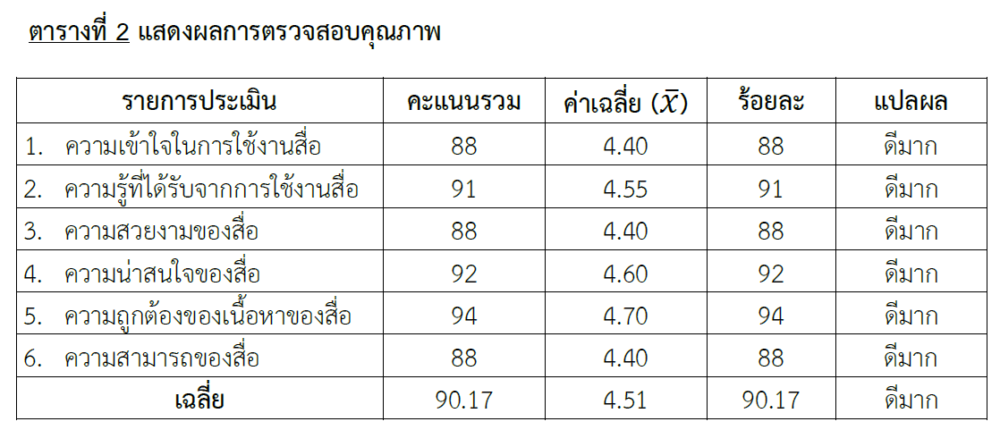 ตารางที่ 2 แสดงผลการตรวจสอบคุณภาพ
รายการประเมิน คะแนนรวม ค่าเฉลี่ย (x̄) ร้อยละ แปลผล
1. ความเข้าใจในการใช้งานสื่อ 88 4.40 88 ดีมาก
2. ความรู้ที่ได้รับจากการใช้งานสื่อ 91 4.55 91 ดีมาก
3. ความสวยงามของสื่อ 88 4.40 88 ดีมาก
4. ความน่าสนใจของสื่อ 92 4.60 92 ดีมาก
5. ความถูกต้องของเนื้อหาของสื่อ 94 4.70 94 ดีมาก
6. ความสามารถของสื่อ 88 4.40 88 ดีมาก
เฉลี่ย 90.17 4.51 90.17 ดีมาก